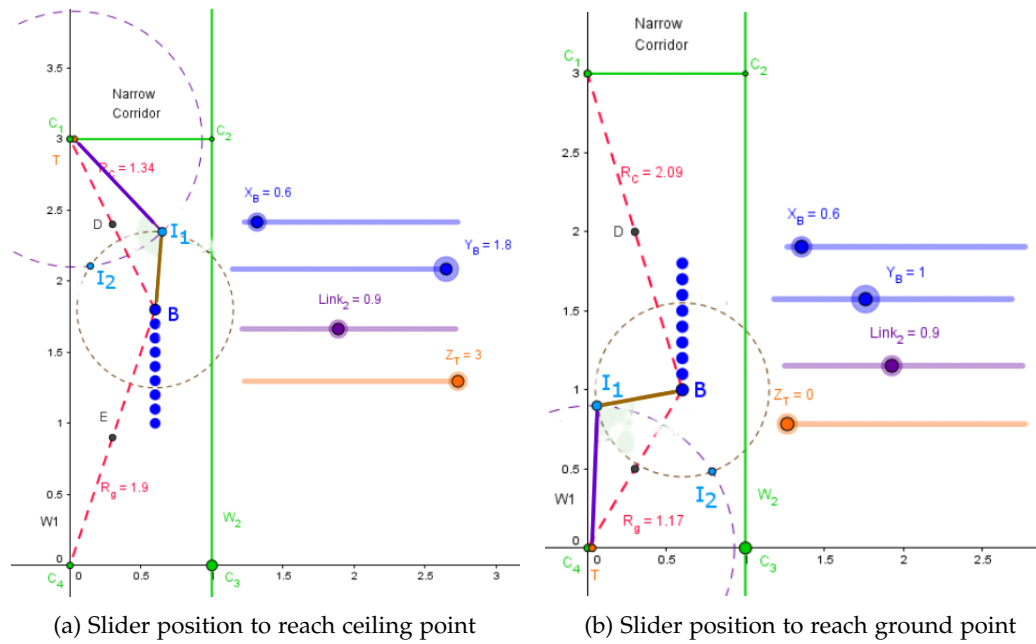 3.5
Narrow
Corridor
C1
3
C2
T
RC = 1.34
XB = 0.6
D
2.5
I1
YB = 1.8
I2
2
Link2 = 0.9
B
1.5
ZT = 3
1
E
Rg = 1.9
0.5
W1
W2
0
C4
0
0.5
1
C3
1.5
2
2.5
3
(a) Slider position to reach ceiling point
Narrow
Corridor
C1
3
C2
2.5
RC = 2.09
XB = 0.6
D
2
YB = 1
1.5
Link2 = 0.9
I1
1
B
ZT = 0
0.5
I2
W1
Rg = 1.17
W2
0
C4
T
0
0.5
1
C3
1.5
2
2.5
(b) Slider position to reach ground point